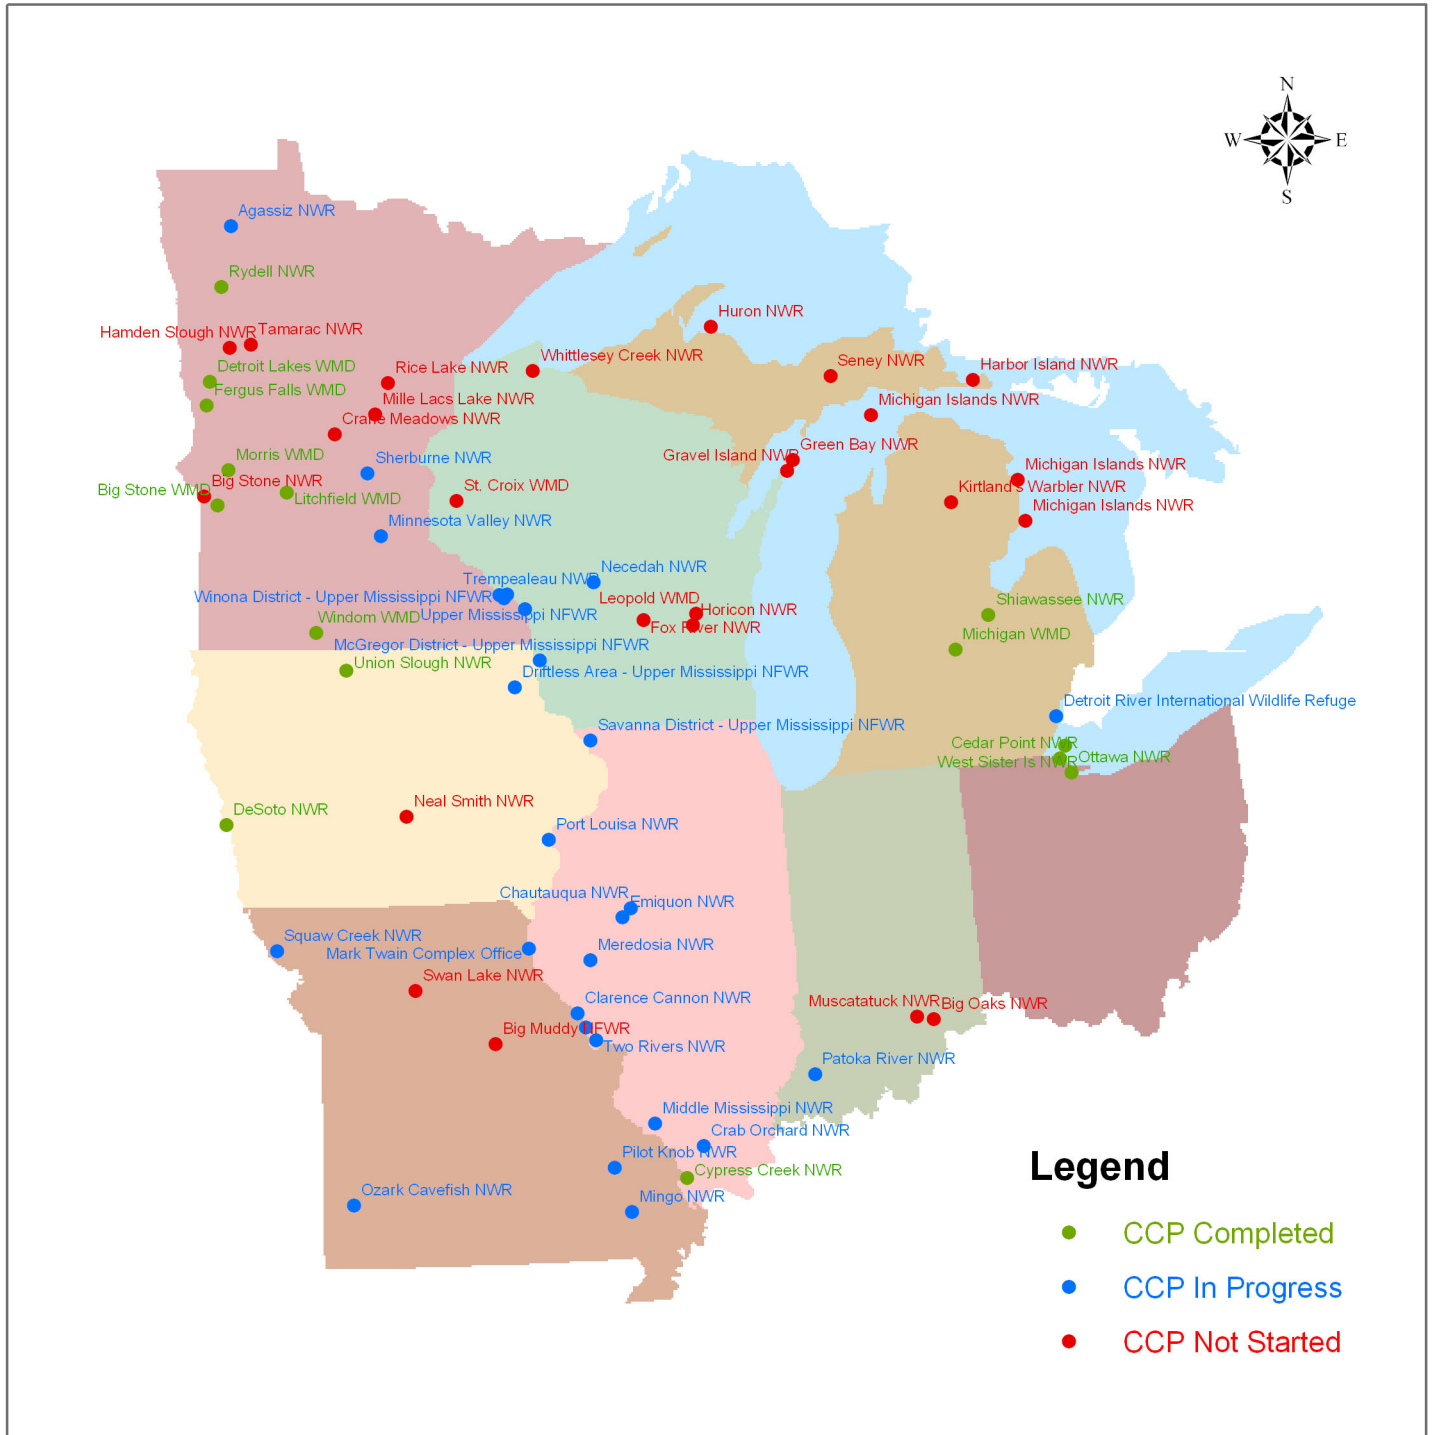 N
W E
S
Agassiz NWR
Rydell NWR
Huron NWR
Hamden Slough NWR
Tamarac NWR
Whittlesey Creek NWR
Seney NWR
Harbor Island NWR
Detroit Lakes WMD
Rice Lake NWR
Fergus Falls WMD
Mille Lacs Lake NWR
Michigan Islands NWR
Crane Meadows NWR
Green Bay NWR
Gravel Island NWR
Morris WMD
Sherburne NWR
Michigan Islands NWR
Big Stone NWR
Big Stone WMD
Litchfield WMD
St. Croix WMD
Kirtland's Warbler NWR
Michigan Islands NWR
Minnesota Valley NWR
Necedah NWR
Trempealeau NWR
Winona District - Upper Mississippi NFWR
Leopold WMD
Shiawassee NWR
Horicon NWR
Windom WMD
Upper Mississippi NFWR
Fox River NWR
Michigan WMD
McGregor District - Upper Mississippi NFWR
Union Slough NWR
Driftless Area - Upper Mississippi NFWR
Detroit River International Wildlife Refuge
Savanna District - Upper Mississippi NFWR
Cedar Point NWR
Ottawa NWR
West Sister Is NWR
Neal Smith NWR
DeSoto NWR
Port Louisa NWR
Chautauqua NWR
Emiquon NWR
Squaw Creek NWR
Mark Twain Complex Office
Meredosia NWR
Swan Lake NWR
Clarence Cannon NWR
Muscatatuck NWR
Big Oaks NWR
Big Muddy NFWR
Two Rivers NWR
Patoka River NWR
Middle Mississippi NWR
Crab Orchard NWR
Pilot Knob NWR
Cypress Creek NWR
Ozark Cavefish NWR
Mingo NWR
Legend
CCP Completed
CCP In Progress
CCP Not Started